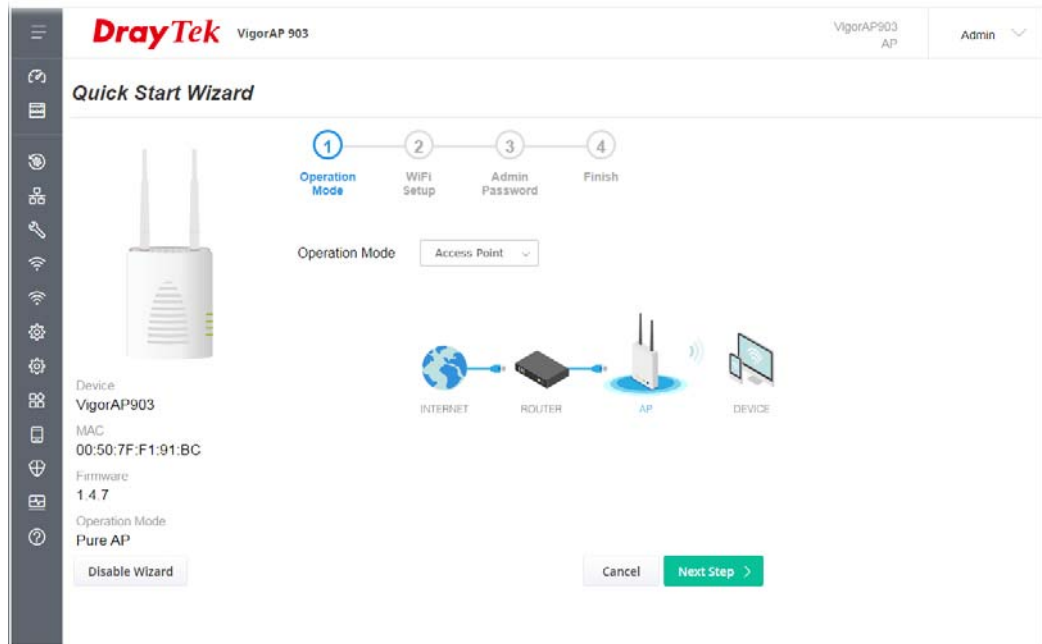 DrayTek VigorAP 903
VigorAP903
AP
Admin
Quick Start Wizard
1
2
3
4
Operation
Mode
WiFi
Setup
Admin
Password
Finish
Operation Mode Access Point
INTERNET ROUTER AP DEVICE
Device
VigorAP903
MAC
00:50:7F:F1:91:BC
Firmware
1.4.7
Operation Mode
Pure AP
Disable Wizard Cancel Next Step